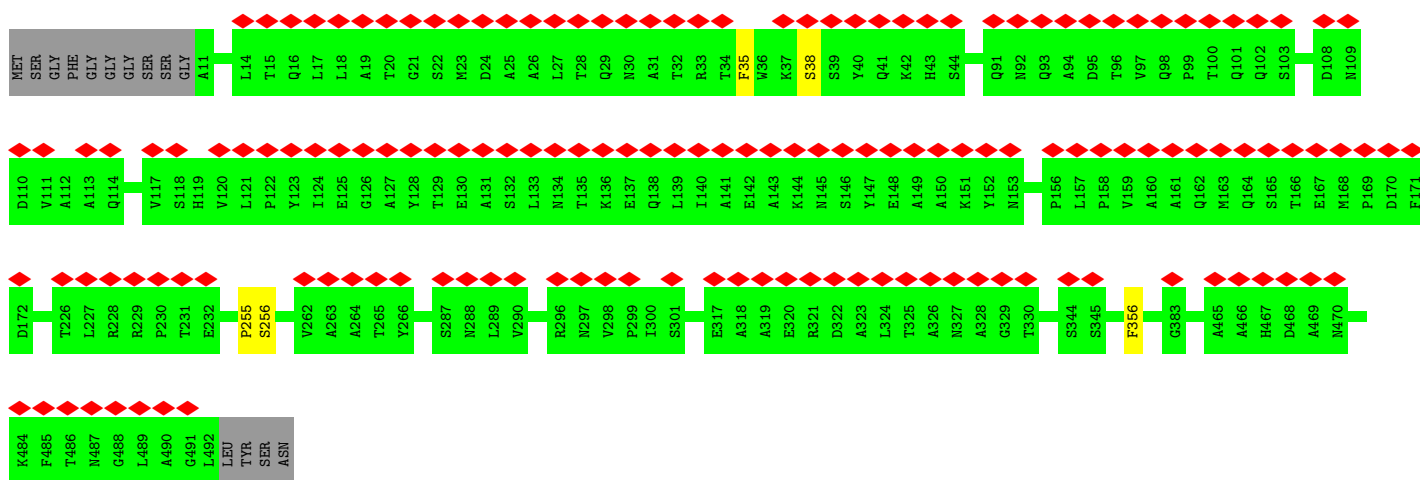 MET SER GLY PHE GLY GLY GLY SER SER GLY A11 L14 T15 Q16 L17 L18 A19 T20 G21 S22 M23 D24 A25 A26 L27 T28 Q29 N30 A31 T32 R33 T34 F35 W36 K37 S38 S39 Y40 Q41 K42 H43 S44 Q91 N92 Q93 A94 D95 T96 V97 Q98 P99 T100 Q101 Q102 S103 D108 N109
D110 V111 A112 A113 Q114 V117 S118 H119 V120 L121 P122 Y123 I124 E125 G126 A127 Y128 T129 E130 A131 S132 L133 N134 T135 K136 E137 Q138 L139 I140 A141 E142 A143 K144 N145 S146 Y147 E148 A149 A150 K151 Y152 N153 P156 L157 P158 V159 A160 A161 Q162 M163 Q164 S165 T166 E167 M168 P169 D170 F171
D172 T226 L227 R228 R229 P230 T231 E232 P255 S256 V262 A263 A264 T265 Y266 S287 N288 L289 V290 R296 N297 V298 P299 I300 S301 E317 A318 A319 E320 R321 D322 A323 L324 T325 A326 N327 A328 G329 T330 S344 S345 F356 G383 A465 A466 H467 D468 A469 N470
K484 F485 T486 N487 G488 L489 A490 G491 L492 LEU TYR SER ASN